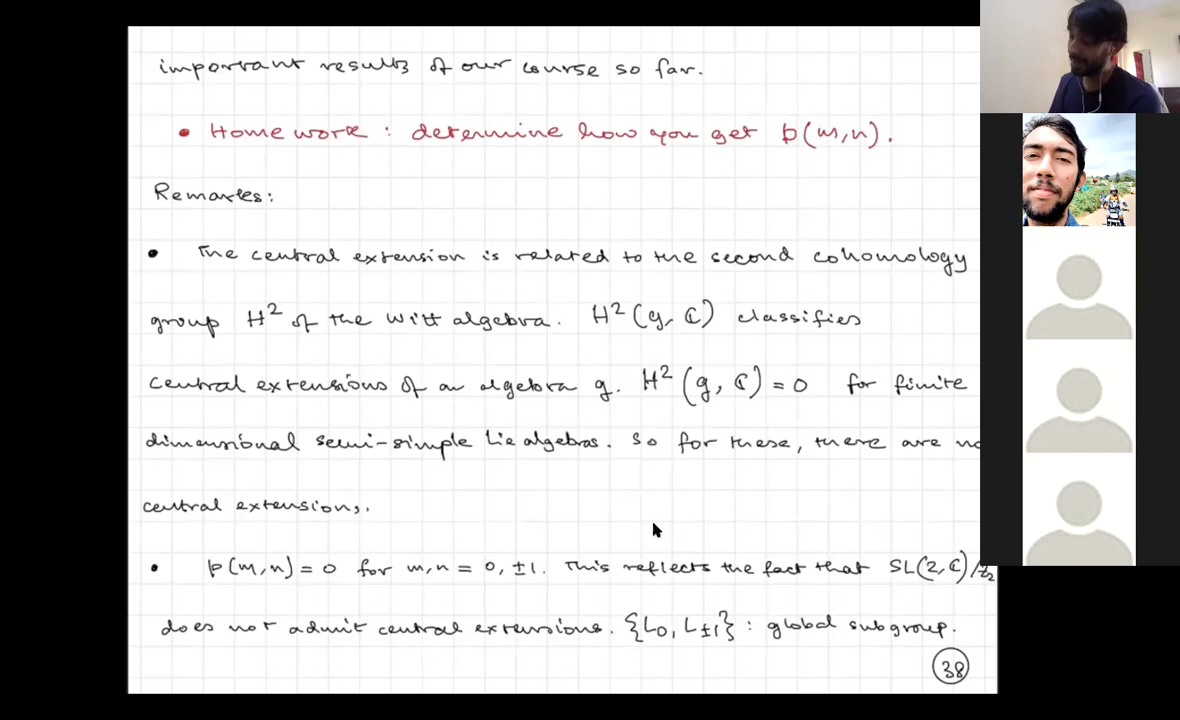 important results of our course so far.
• Homework : determine how you get p(m,n).
Remarks:
• The central extension is related to the second cohomology
group H² of the Witt algebra. H²(g, ℂ) classifies
central extensions of an algebra g. H²(g, ℂ) = 0 for finite
dimensional semi-simple Lie algebras. So for these, there are no
central extensions.
• p(m,n) = 0 for m,n = 0, ±1. This reflects the fact that SL(2,ℂ)/Z₂
does not admit central extensions. {L₀, L±₁} : global subgroup.
38